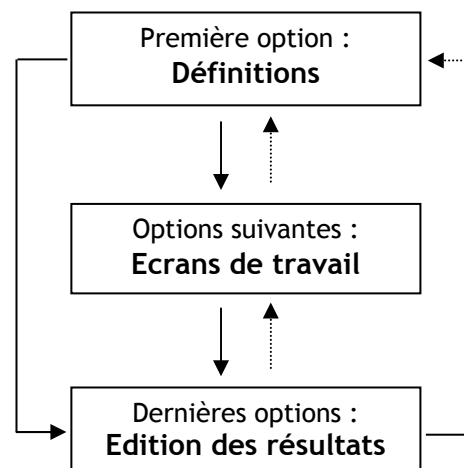 Première option :
Définitions
Options suivantes :
Ecrans de travail
Dernières options :
Edition des résultats